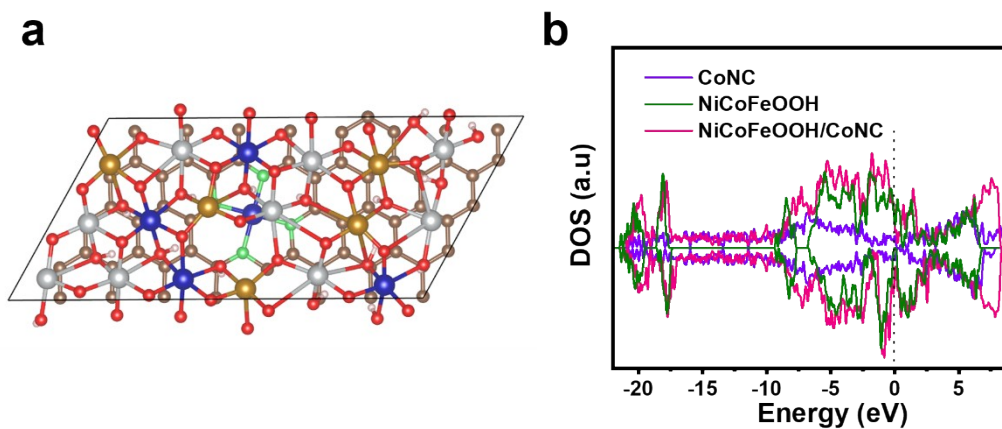 a
b
CoNC
NiCoFeOOH
NiCoFeOOH/CoNC
DOS (a.u)
-20 -15 -10 -5 0 5
Energy (eV)